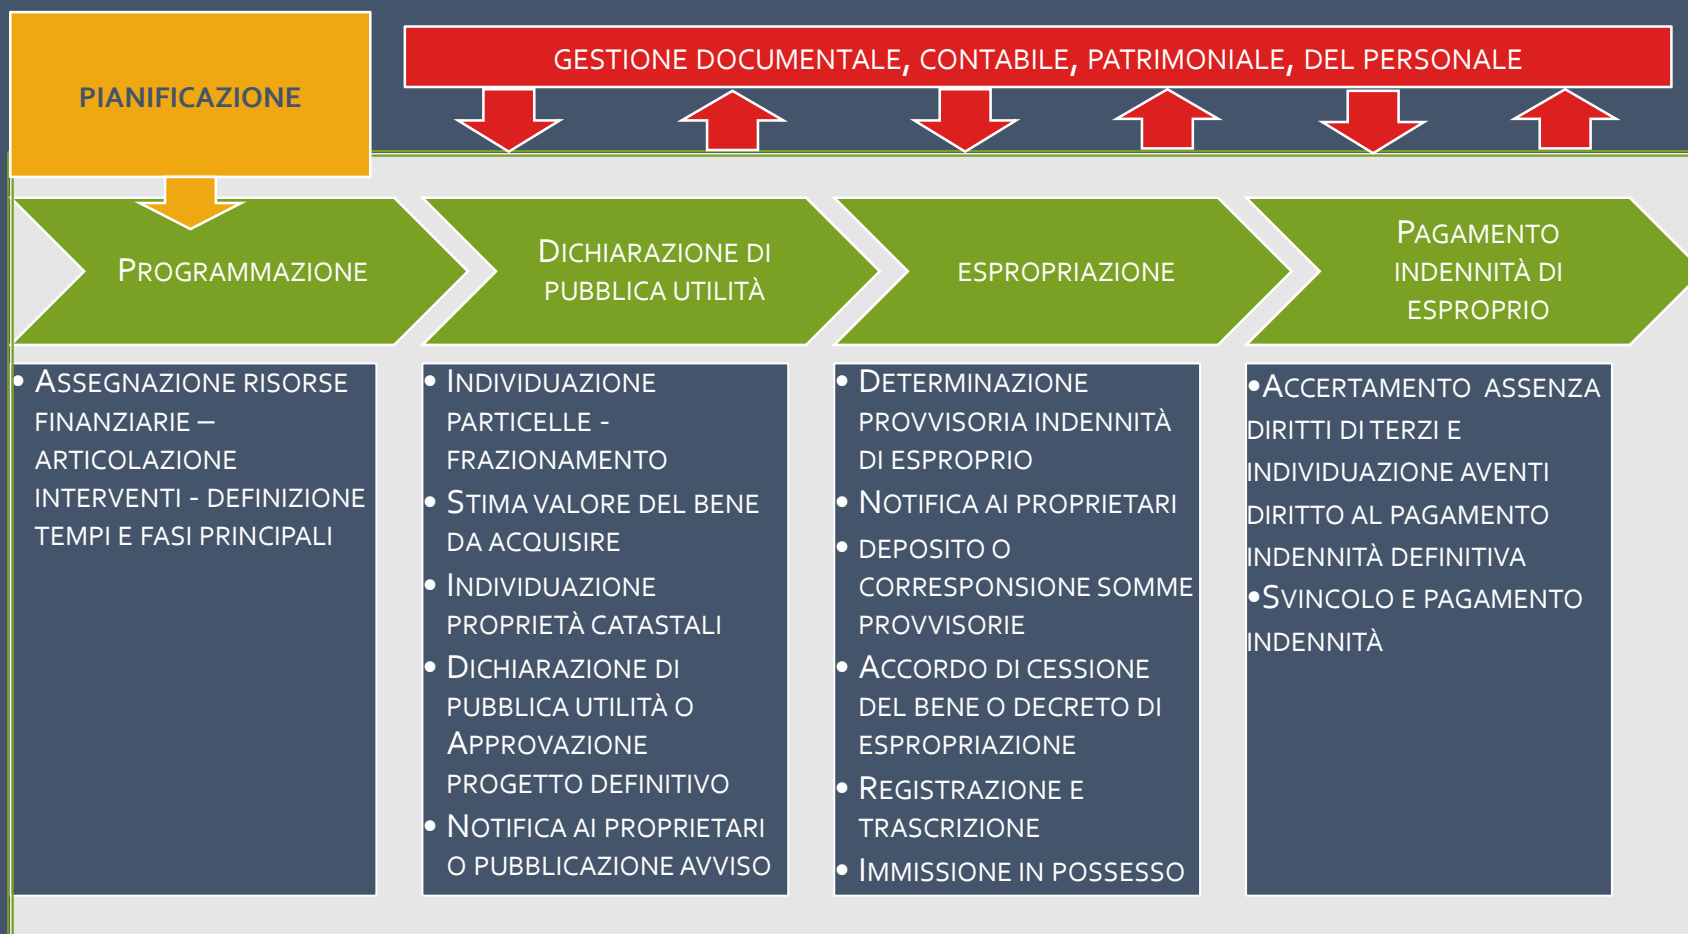 PIANIFICAZIONE
GESTIONE DOCUMENTALE, CONTABILE, PATRIMONIALE, DEL PERSONALE
PROGRAMMAZIONE
DICHIARAZIONE DI
PUBBLICA UTILITÀ
ESPROPRIAZIONE
PAGAMENTO
INDENNITÀ DI
ESPROPRIO
• ASSEGNAZIONE RISORSE
FINANZIARIE –
ARTICOLAZIONE
INTERVENTI - DEFINIZIONE
TEMPI E FASI PRINCIPALI
• INDIVIDUAZIONE
PARTICELLE -
FRAZIONAMENTO
• STIMA VALORE DEL BENE
DA ACQUISIRE
• INDIVIDUAZIONE
PROPRIETÀ CATASTALI
• DICHIARAZIONE DI
PUBBLICA UTILITÀ O
APPROVAZIONE
PROGETTO DEFINITIVO
• NOTIFICA AI PROPRIETARI
O PUBBLICAZIONE AVVISO
• DETERMINAZIONE
PROVVISORIA INDENNITÀ
DI ESPROPRIO
• NOTIFICA AI PROPRIETARI
• DEPOSITO O
CORRESPONSIONE SOMME
PROVVISORIE
• ACCORDO DI CESSIONE
DEL BENE O DECRETO DI
ESPROPRIAZIONE
• REGISTRAZIONE E
TRASCRIZIONE
• IMMISSIONE IN POSSESSO
•ACCERTAMENTO ASSENZA
DIRITTI DI TERZI E
INDIVIDUAZIONE AVENTI
DIRITTO AL PAGAMENTO
INDENNITÀ DEFINITIVA
•SVINCOLO E PAGAMENTO
INDENNITÀ